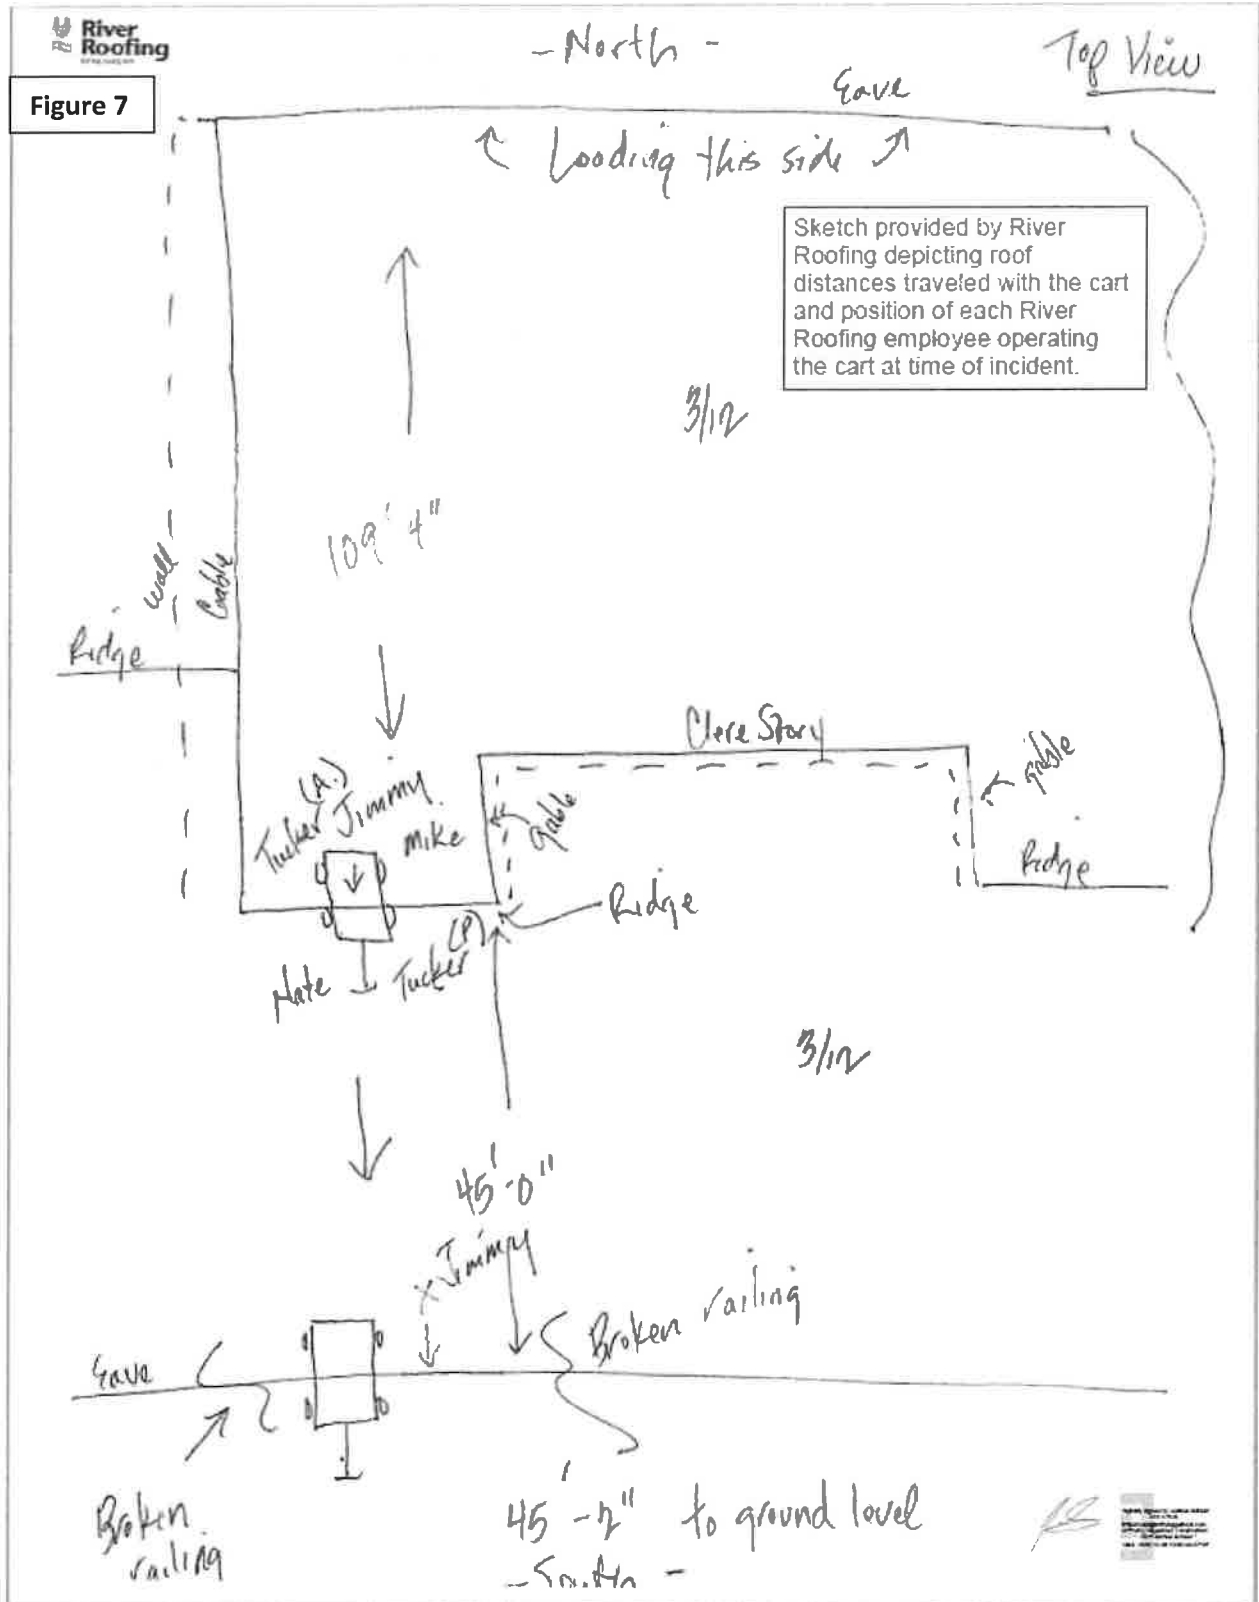 River
Roofing
- North -
Top View
Figure 7
Eave
Loading this side
Sketch provided by River
Roofing depicting roof
distances traveled with the cart
and position of each River
Roofing employee operating
the cart at time of incident.
3/12
109' 4"
Wall
Gable
Ridge
Clere Story
gable
(A.)
Tucker Jimmy
Mike
gable
Ridge
Ridge
(P)
Nate
Tucker
3/12
45'-0"
x Jimmy
Broken railing
Eave
Broken
railing
45'-2" to ground level
- South -